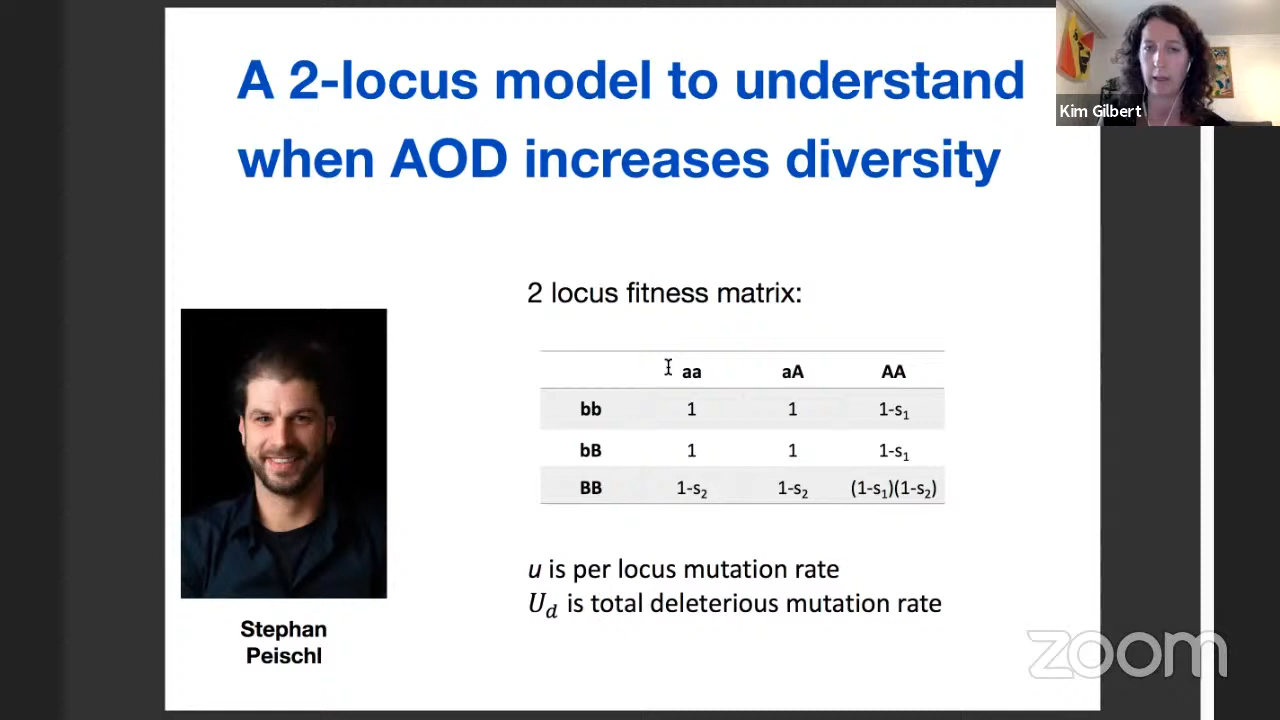 A 2-locus model to understand
when AOD increases diversity
Kim Gilbert
2 locus fitness matrix:
aa aA AA
bb 1 1 1-s₁
bB 1 1 1-s₁
BB 1-s₂ 1-s₂ (1-s₁)(1-s₂)
u is per locus mutation rate
U_d is total deleterious mutation rate
Stephan
Peischl
zoom